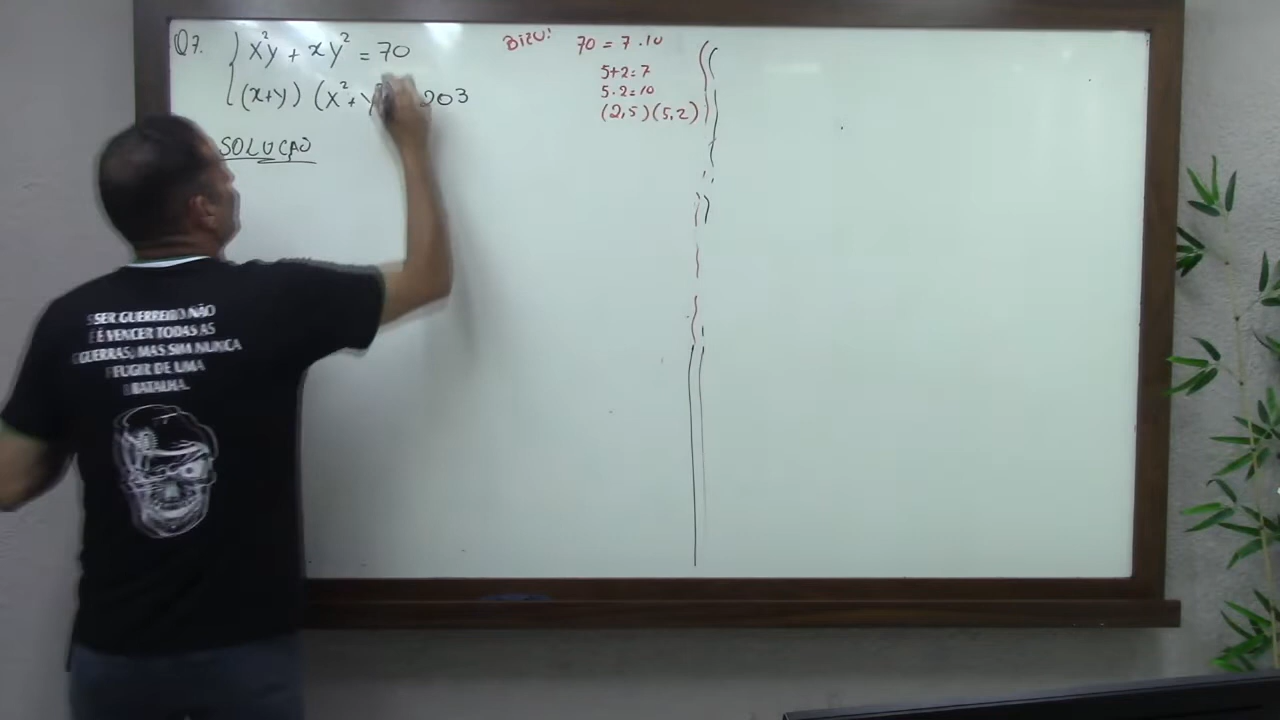 Q7. x²y + xy² = 70
(x+y) (x²+y 203
SOLUÇÃO
BIZU!
70 = 7.10
5+2=7
5.2=10
(2,5)(5,2)
SER GUERREIRO NÃO
É VENCER TODAS AS
GUERRAS, MAS SIM NUNCA
FUGIR DE UMA
BATALHA.